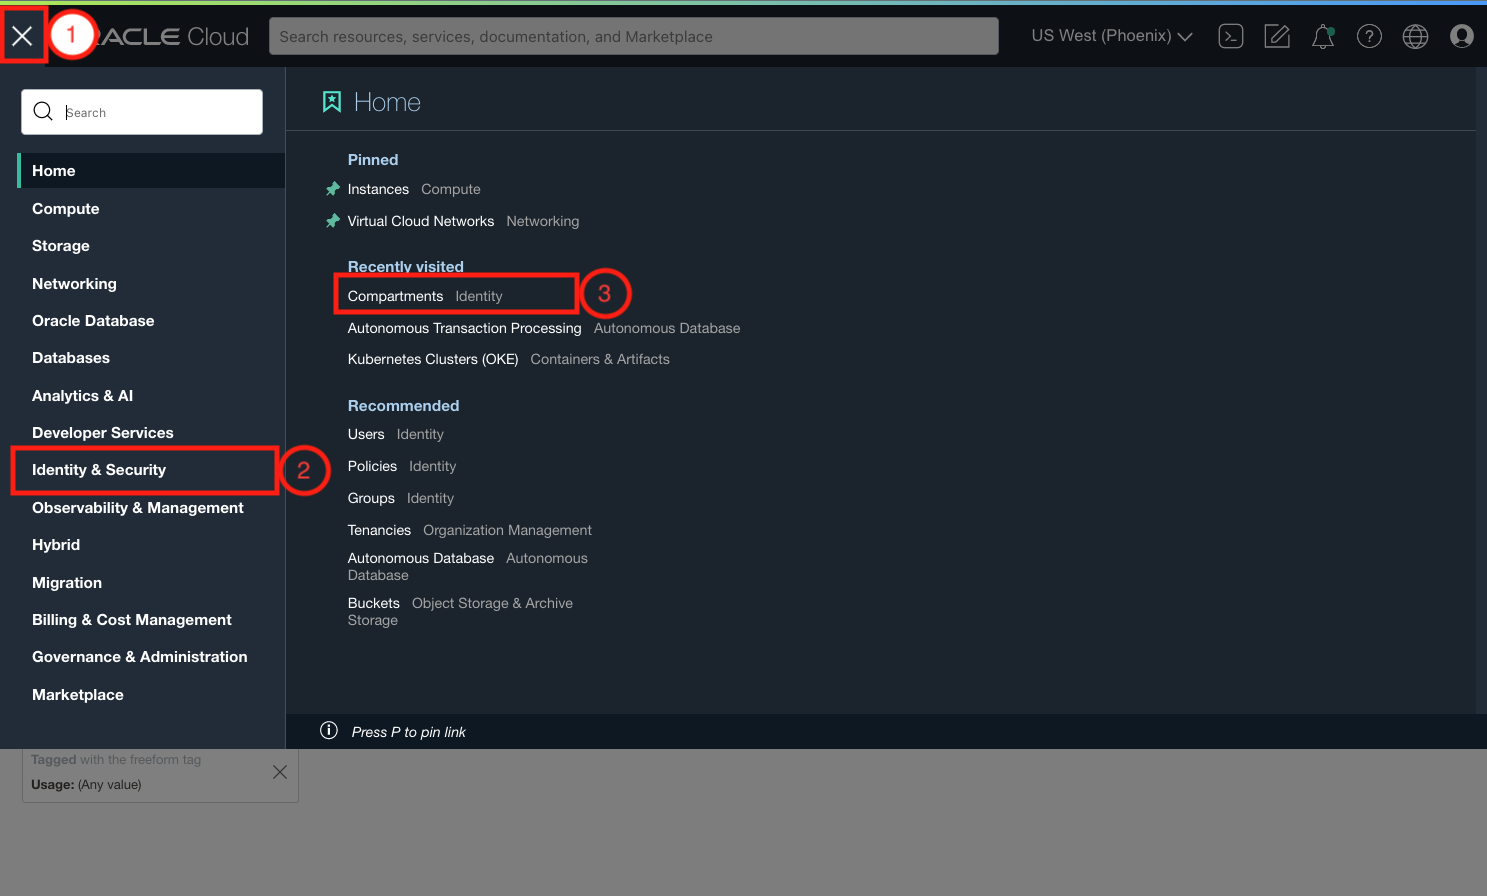 1
RACLE Cloud
Search resources, services, documentation, and Marketplace
US West (Phoenix)
Search
Home
Home
Compute
Storage
Networking
Oracle Database
Databases
Analytics & AI
Developer Services
Identity & Security
2
Observability & Management
Hybrid
Migration
Billing & Cost Management
Governance & Administration
Marketplace
Pinned
Instances Compute
Virtual Cloud Networks Networking
Recently visited
Compartments Identity
3
Autonomous Transaction Processing Autonomous Database
Kubernetes Clusters (OKE) Containers & Artifacts
Recommended
Users Identity
Policies Identity
Groups Identity
Tenancies Organization Management
Autonomous Database Autonomous
Database
Buckets Object Storage & Archive
Storage
Press P to pin link
Tagged with the freeform tag
Usage: (Any value)